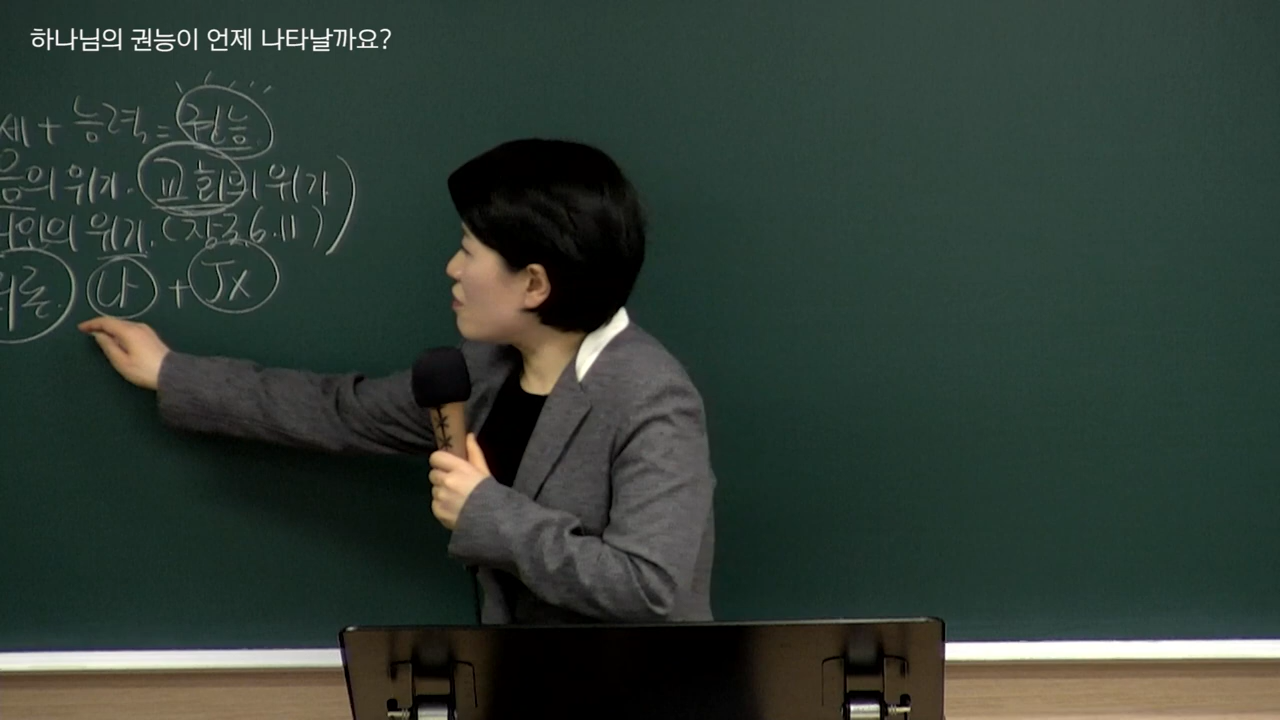 하나님의 권능이 언제 나타날까요?
세 + 능력 = 권능
음의 위기. 교회의 위기
개인의 위기. (장조6.11)
나 + Jx